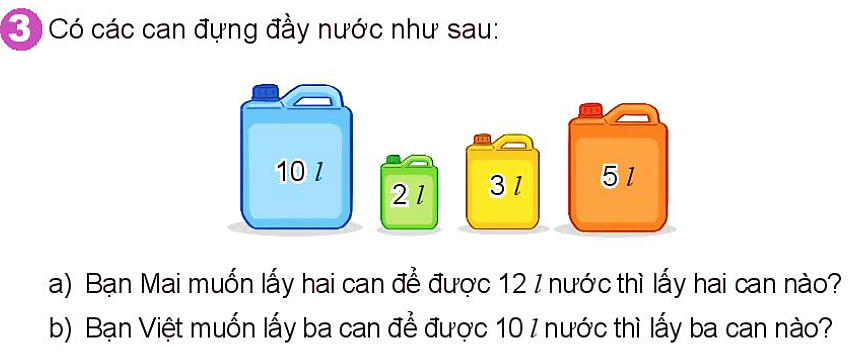 3 Có các can đựng đầy nước như sau:
10 l
2 l
3 l
5 l
a) Bạn Mai muốn lấy hai can để được 12 l nước thì lấy hai can nào?
b) Bạn Việt muốn lấy ba can để được 10 l nước thì lấy ba can nào?